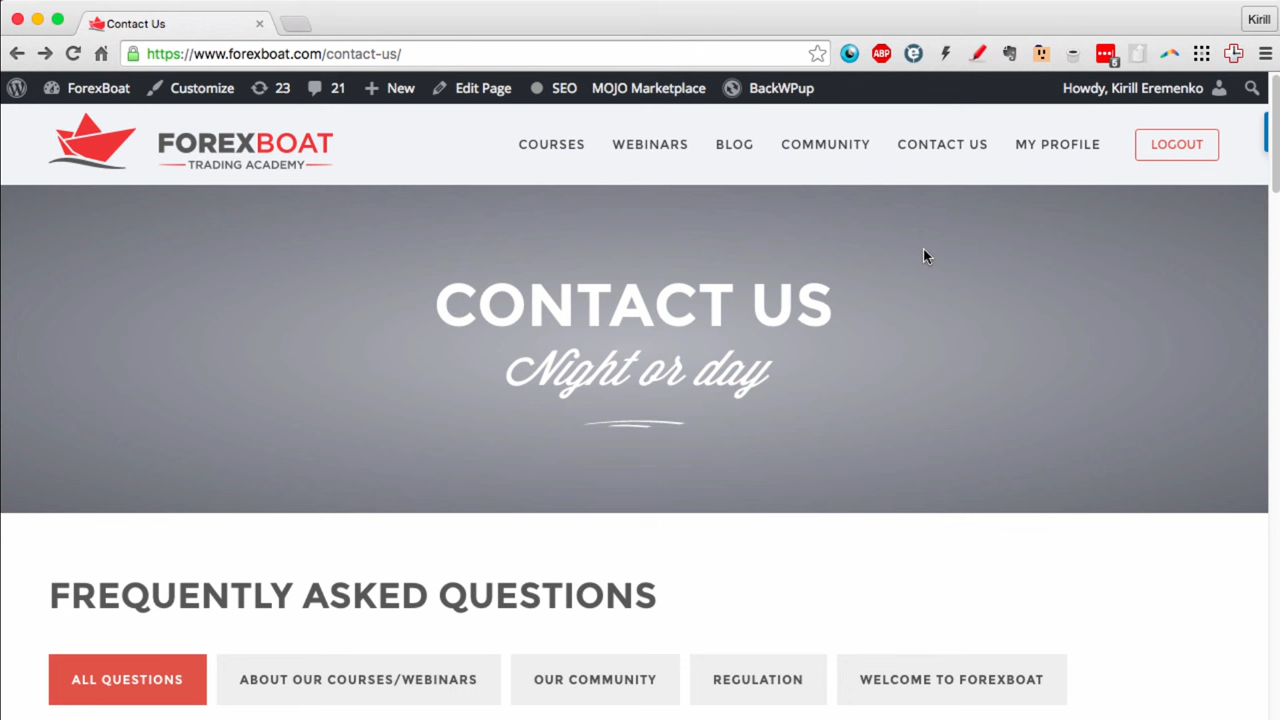 Contact Us
Kirill
https://www.forexboat.com/contact-us/
ABP
6
ForexBoat Customize 23 21 New Edit Page SEO MOJO Marketplace BackWPup Howdy, Kirill Eremenko
FOREXBOAT
TRADING ACADEMY
COURSES WEBINARS BLOG COMMUNITY CONTACT US MY PROFILE LOGOUT
CONTACT US
Night or day
FREQUENTLY ASKED QUESTIONS
ALL QUESTIONS ABOUT OUR COURSES/WEBINARS OUR COMMUNITY REGULATION WELCOME TO FOREXBOAT